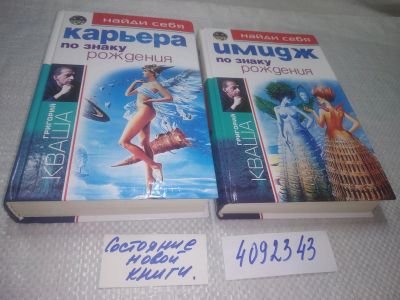 НАЙДИ СЕБЯ
Карьера
ПО ЗНАКУ
РОЖДЕНИЯ
ГРИГОРИЙ
КВАША
НАЙДИ СЕБЯ
ИМИДЖ
ПО ЗНАКУ
РОЖДЕНИЯ
ГРИГОРИЙ
КВАША
Состояние
новой
книги.
4092343